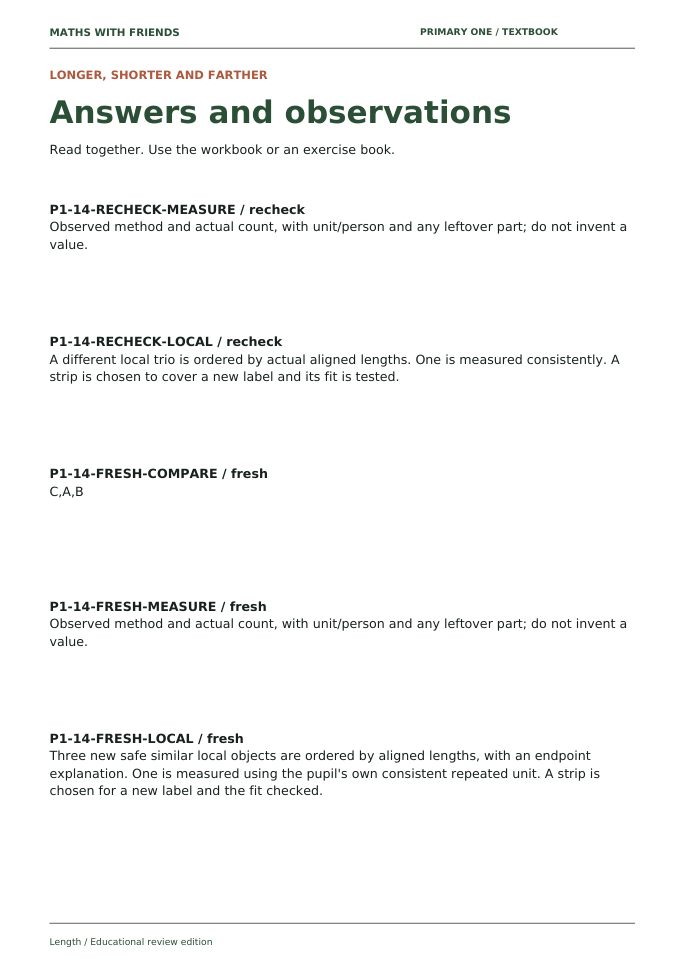 MATHS WITH FRIENDS
PRIMARY ONE / TEXTBOOK
LONGER, SHORTER AND FARTHER
Answers and observations
Read together. Use the workbook or an exercise book.
P1-14-RECHECK-MEASURE / recheck
Observed method and actual count, with unit/person and any leftover part; do not invent a
value.
P1-14-RECHECK-LOCAL / recheck
A different local trio is ordered by actual aligned lengths. One is measured consistently. A
strip is chosen to cover a new label and its fit is tested.
P1-14-FRESH-COMPARE / fresh
C,A,B
P1-14-FRESH-MEASURE / fresh
Observed method and actual count, with unit/person and any leftover part; do not invent a
value.
P1-14-FRESH-LOCAL / fresh
Three new safe similar local objects are ordered by aligned lengths, with an endpoint
explanation. One is measured using the pupil's own consistent repeated unit. A strip is
chosen for a new label and the fit checked.
Length / Educational review edition